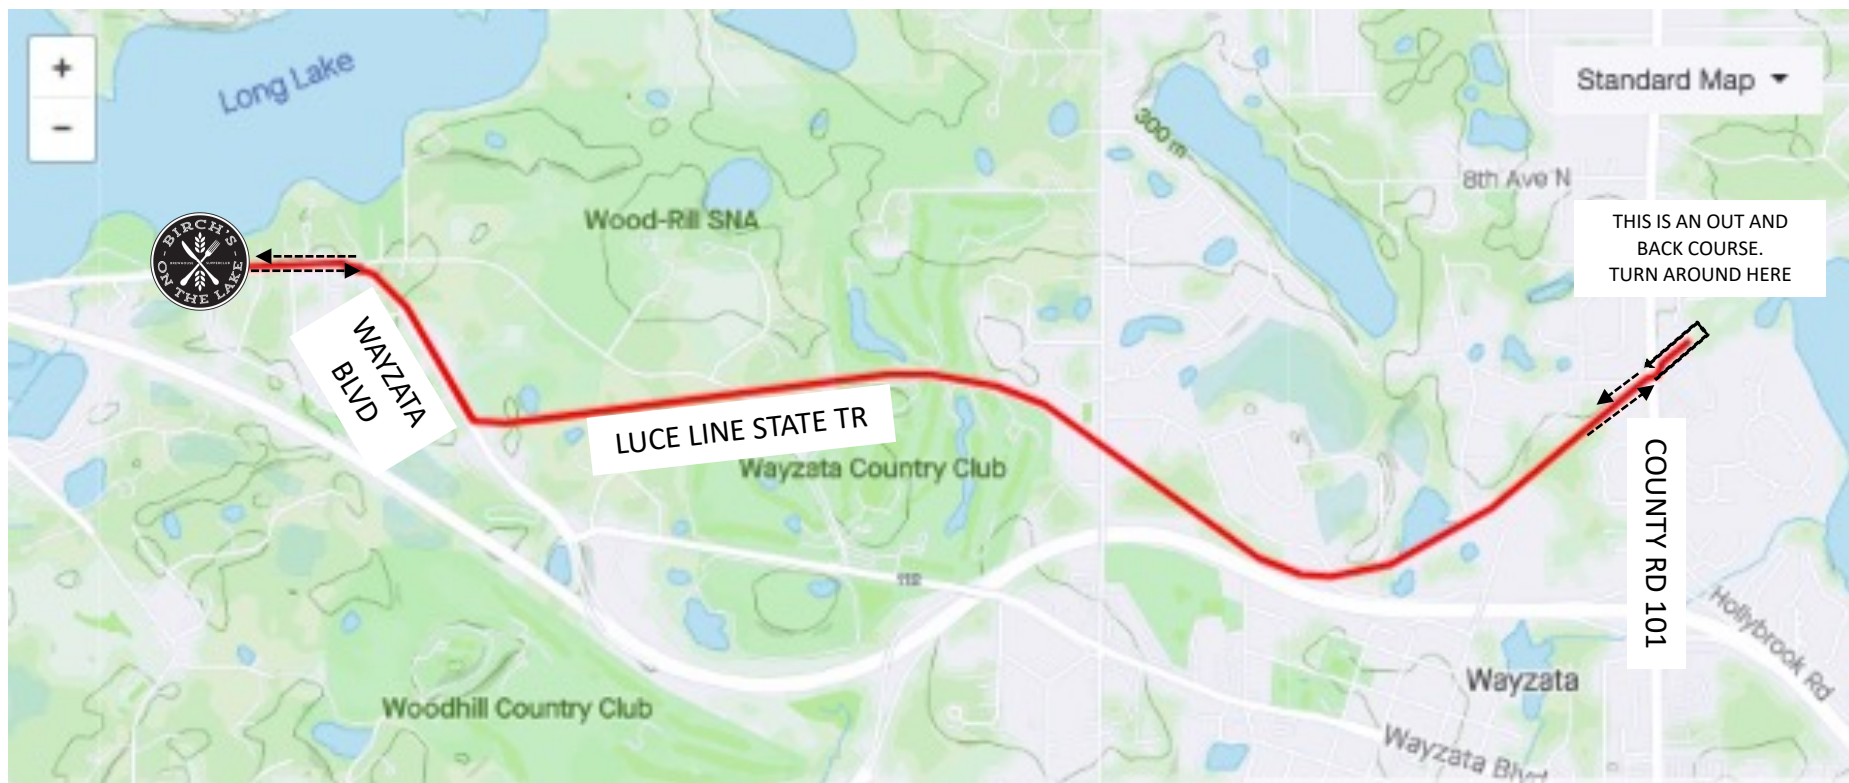 +
−
Long Lake
Standard Map
300 m
8th Ave N
Wood-Rill SNA
THIS IS AN OUT AND
BACK COURSE.
TURN AROUND HERE
BIRCH'S
ON THE LAKE
WAYZATA
BLVD
LUCE LINE STATE TR
Wayzata Country Club
COUNTY RD 101
112
Hollybrook Rd
Wayzata
Woodhill Country Club
Wayzata Blvd